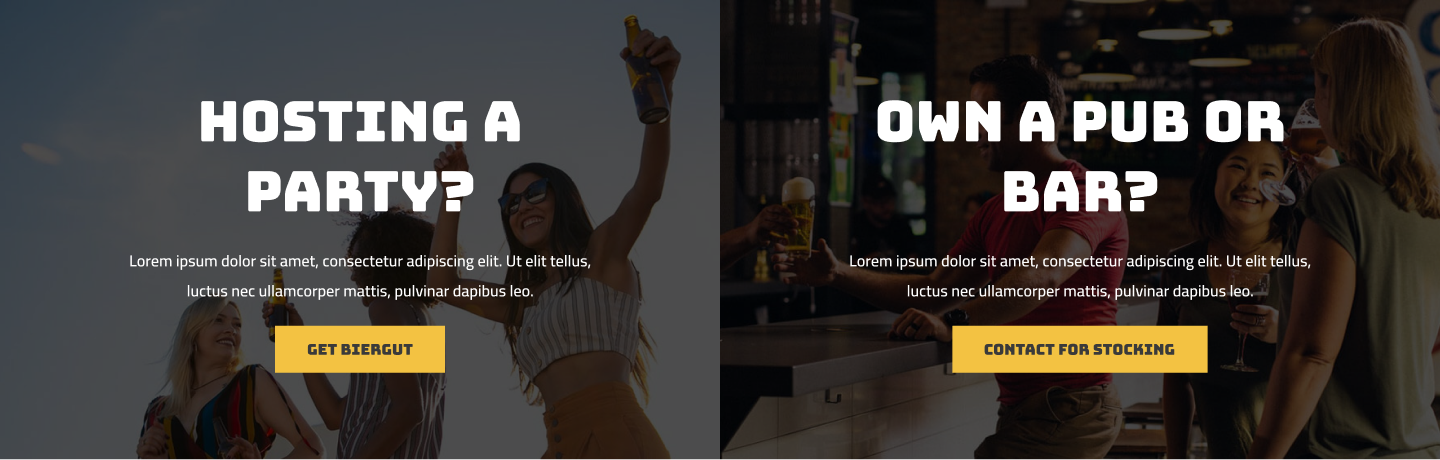 HOSTING A
PARTY?
Lorem ipsum dolor sit amet, consectetur adipiscing elit. Ut elit tellus,
luctus nec ullamcorper mattis, pulvinar dapibus leo.
GET BIERGUT
OWN A PUB OR
BAR?
Lorem ipsum dolor sit amet, consectetur adipiscing elit. Ut elit tellus,
luctus nec ullamcorper mattis, pulvinar dapibus leo.
CONTACT FOR STOCKING